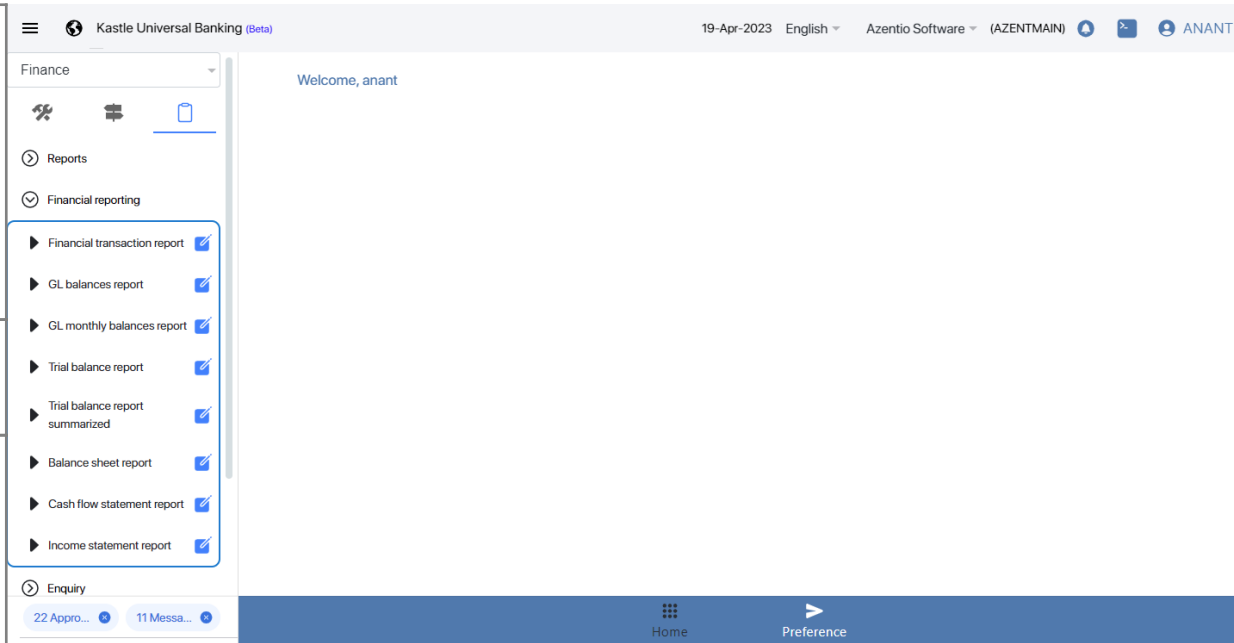 Kastle Universal Banking (Beta)
19-Apr-2023 English Azentio Software (AZENTMAIN) ANANT
Finance
Welcome, anant
Reports
Financial reporting
Financial transaction report
GL balances report
GL monthly balances report
Trial balance report
Trial balance report
summarized
Balance sheet report
Cash flow statement report
Income statement report
Enquiry
22 Appro... 11 Messa...
Home Preference